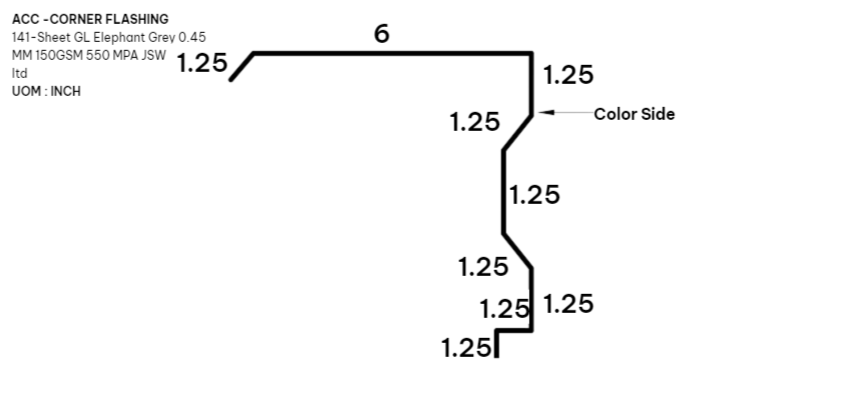 ACC -CORNER FLASHING
141-Sheet GL Elephant Grey 0.45
MM 150GSM 550 MPA JSW
ltd
UOM : INCH
6
1.25
1.25
1.25
Color Side
1.25
1.25
1.25
1.25
1.25